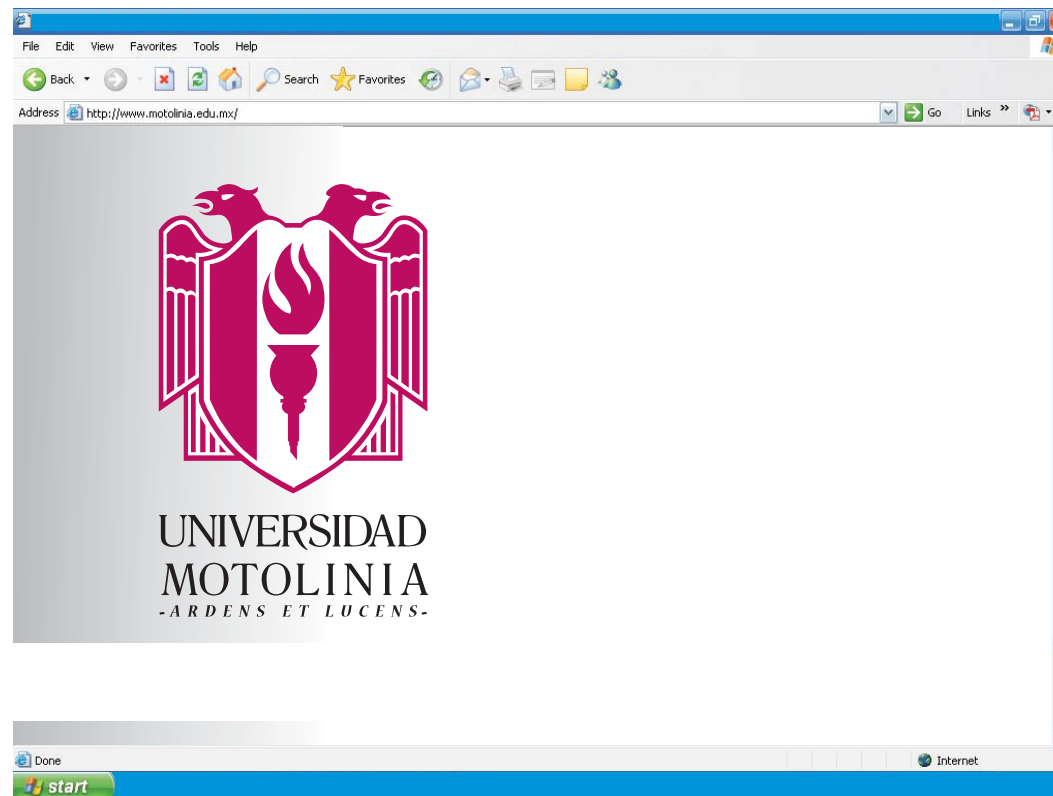 File Edit View Favorites Tools Help
Back Search Favorites
Address http://www.motolinia.edu.mx/ Go Links »
UNIVERSIDAD
MOTOLINIA
-ARDENS ET LUCENS-
Done Internet
start